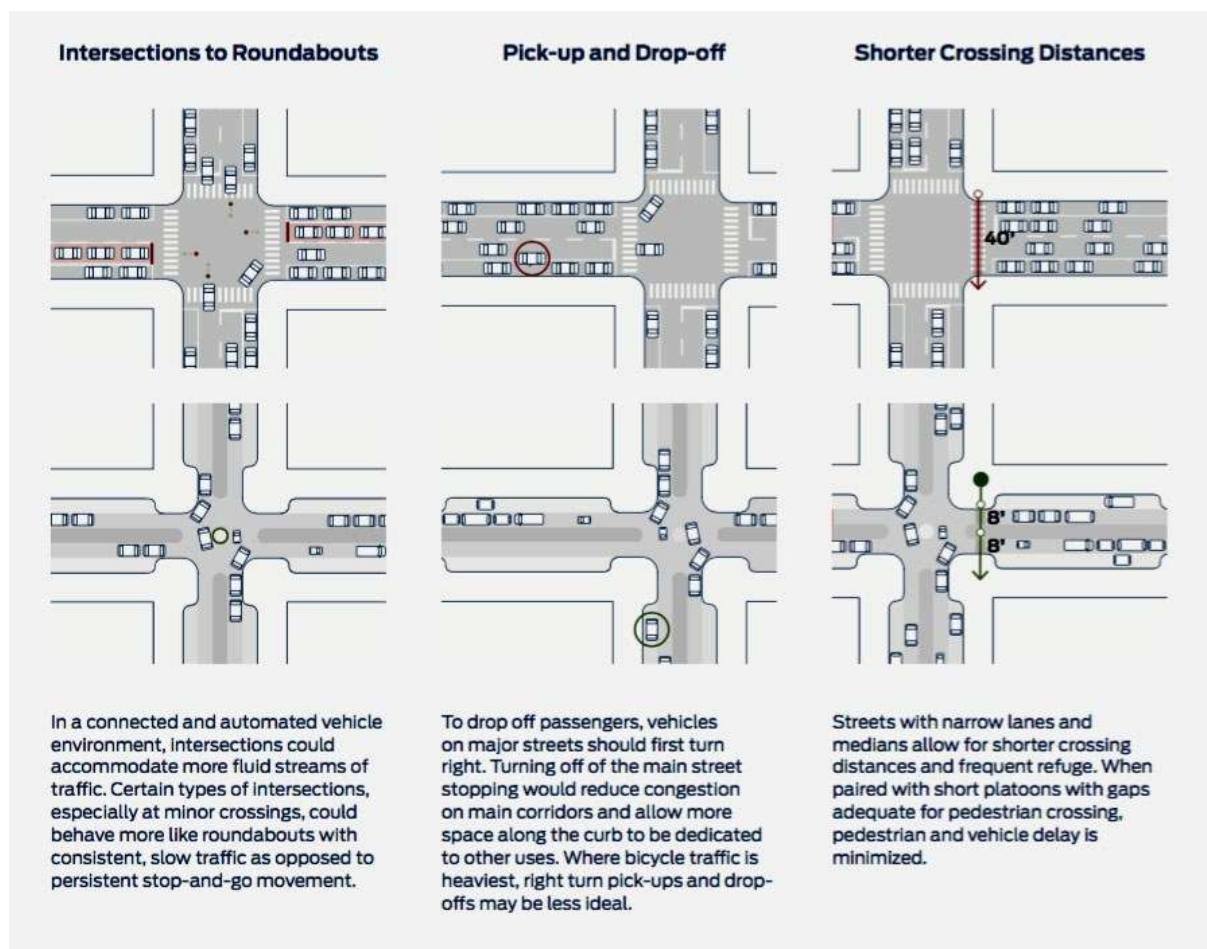 Intersections to Roundabouts
Pick-up and Drop-off
Shorter Crossing Distances
40'
8'
8'
In a connected and automated vehicle
environment, intersections could
accommodate more fluid streams of
traffic. Certain types of intersections,
especially at minor crossings, could
behave more like roundabouts with
consistent, slow traffic as opposed to
persistent stop-and-go movement.
To drop off passengers, vehicles
on major streets should first turn
right. Turning off of the main street
stopping would reduce congestion
on main corridors and allow more
space along the curb to be dedicated
to other uses. Where bicycle traffic is
heaviest, right turn pick-ups and drop-
offs may be less ideal.
Streets with narrow lanes and
medians allow for shorter crossing
distances and frequent refuge. When
paired with short platoons with gaps
adequate for pedestrian crossing,
pedestrian and vehicle delay is
minimized.